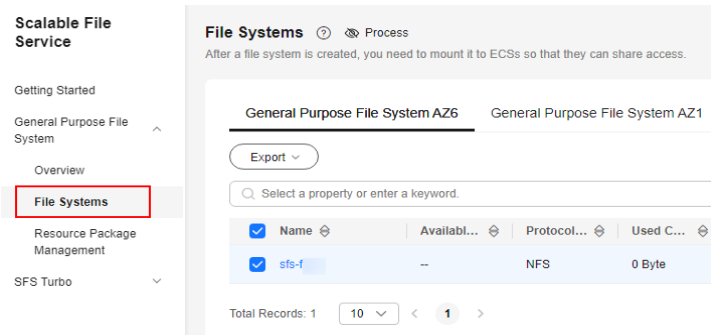 Scalable File
Service
Getting Started
General Purpose File
System
Overview
File Systems
Resource Package
Management
SFS Turbo
File Systems ? Process
After a file system is created, you need to mount it to ECSs so that they can share access.
General Purpose File System AZ6 General Purpose File System AZ1
Export
Select a property or enter a keyword.
Name Availabl... Protocol... Used C...
sfs-f -- NFS 0 Byte
Total Records: 1 10 < 1 >